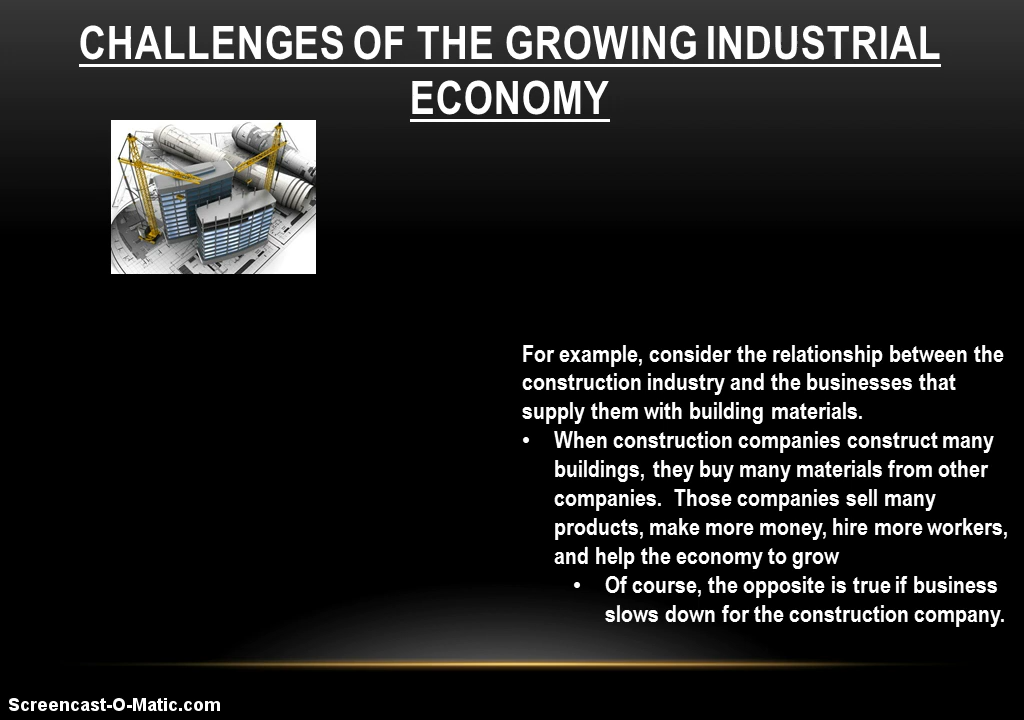 CHALLENGES OF THE GROWING INDUSTRIAL
ECONOMY
For example, consider the relationship between the
construction industry and the businesses that
supply them with building materials.
• When construction companies construct many
buildings, they buy many materials from other
companies.  Those companies sell many
products, make more money, hire more workers,
and help the economy to grow
• Of course, the opposite is true if business
slows down for the construction company.
Screencast-O-Matic.com